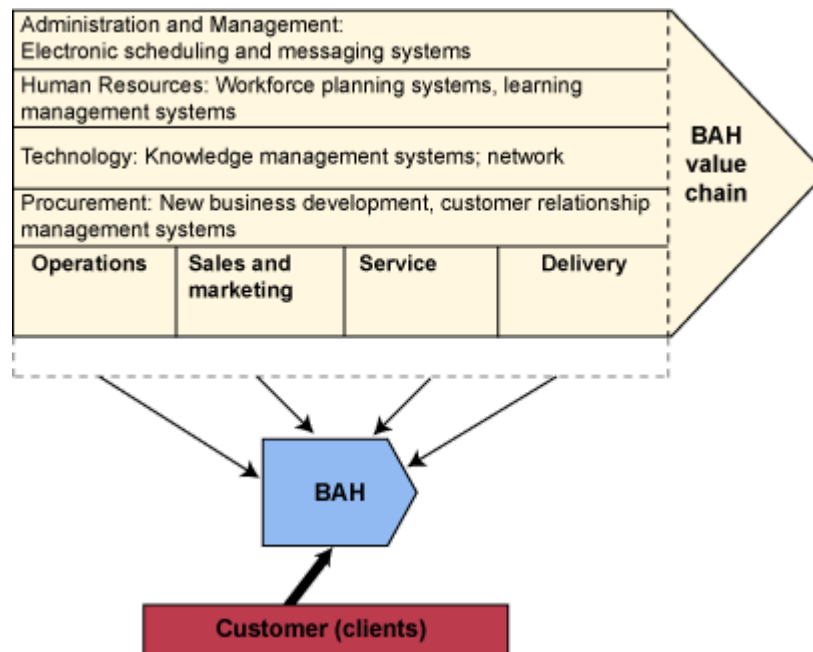 Administration and Management:
Electronic scheduling and messaging systems
Human Resources: Workforce planning systems, learning
management systems
Technology: Knowledge management systems; network
Procurement: New business development, customer relationship
management systems
BAH
value
chain
Operations
Sales and
marketing
Service
Delivery
BAH
Customer (clients)